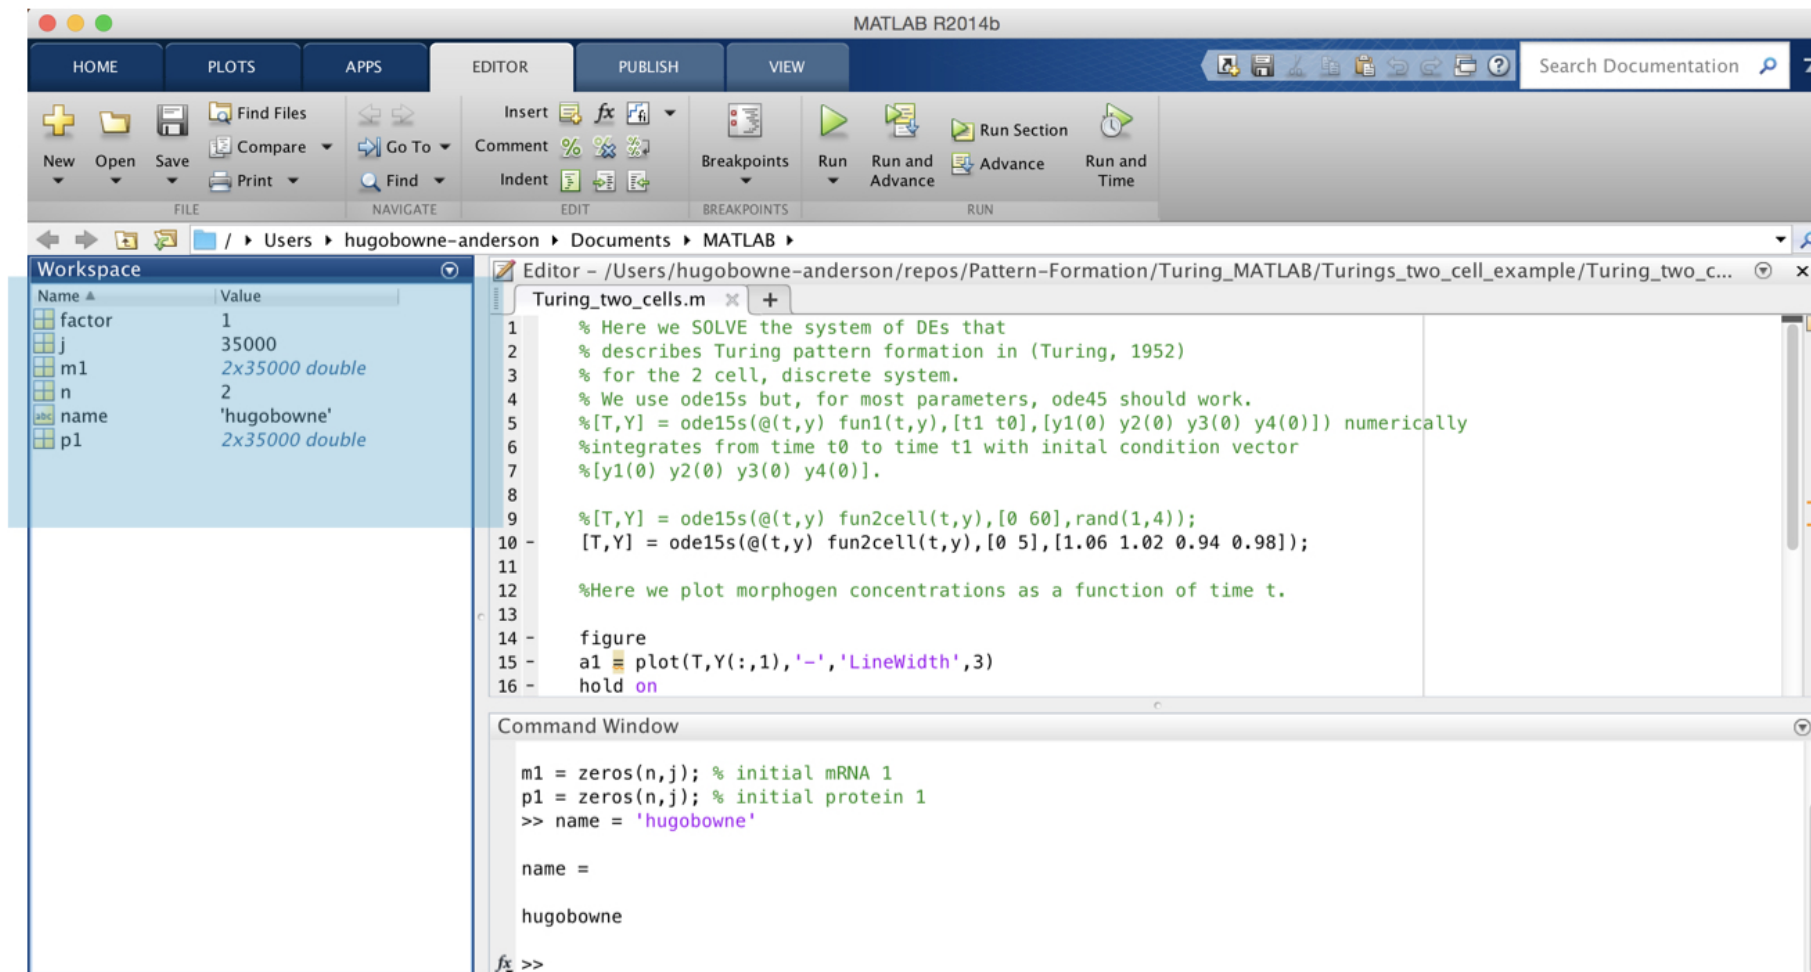 MATLAB R2014b
HOME PLOTS APPS EDITOR PUBLISH VIEW
Search Documentation
New Open Save
Find Files
Compare
Print
Go To
Find
Insert
Comment
Indent
Breakpoints
Run
Run and Advance
Run Section
Advance
Run and Time
FILE NAVIGATE EDIT BREAKPOINTS RUN
/ Users hugobowne-anderson Documents MATLAB
Workspace
Name Value
factor 1
j 35000
m1 2x35000 double
n 2
abc name 'hugobowne'
p1 2x35000 double
Editor – /Users/hugobowne-anderson/repos/Pattern-Formation/Turing_MATLAB/Turings_two_cell_example/Turing_two_c...
Turing_two_cells.m
1 % Here we SOLVE the system of DEs that
2 % describes Turing pattern formation in (Turing, 1952)
3 % for the 2 cell, discrete system.
4 % We use ode15s but, for most parameters, ode45 should work.
5 %[T,Y] = ode15s(@(t,y) fun1(t,y),[t1 t0],[y1(0) y2(0) y3(0) y4(0)]) numerically
6 %integrates from time t0 to time t1 with inital condition vector
7 %[y1(0) y2(0) y3(0) y4(0)].
8
9 %[T,Y] = ode15s(@(t,y) fun2cell(t,y),[0 60],rand(1,4));
10 – [T,Y] = ode15s(@(t,y) fun2cell(t,y),[0 5],[1.06 1.02 0.94 0.98]);
11
12 %Here we plot morphogen concentrations as a function of time t.
13
14 – figure
15 – a1 = plot(T,Y(:,1),'-','LineWidth',3)
16 – hold on
Command Window
m1 = zeros(n,j); % initial mRNA 1
p1 = zeros(n,j); % initial protein 1
>> name = 'hugobowne'
name =
hugobowne
fx >>